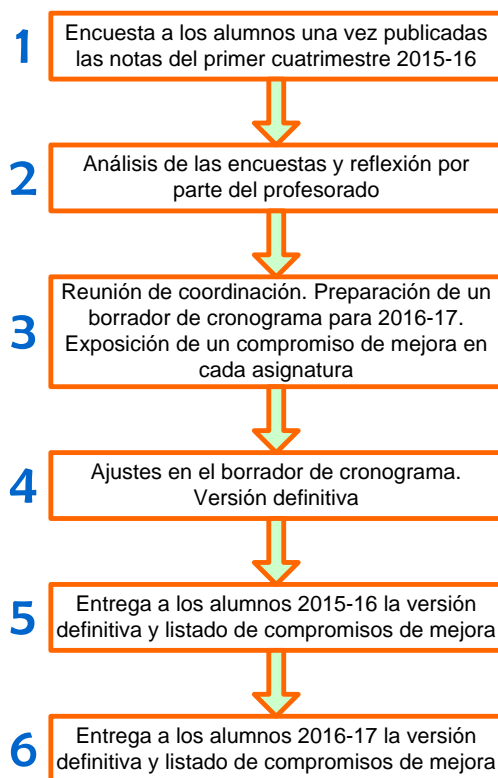 1
Encuesta a los alumnos una vez publicadas
las notas del primer cuatrimestre 2015-16
2
Análisis de las encuestas y reflexión por
parte del profesorado
3
Reunión de coordinación. Preparación de un
borrador de cronograma para 2016-17.
Exposición de un compromiso de mejora en
cada asignatura
4
Ajustes en el borrador de cronograma.
Versión definitiva
5
Entrega a los alumnos 2015-16 la versión
definitiva y listado de compromisos de mejora
6
Entrega a los alumnos 2016-17 la versión
definitiva y listado de compromisos de mejora